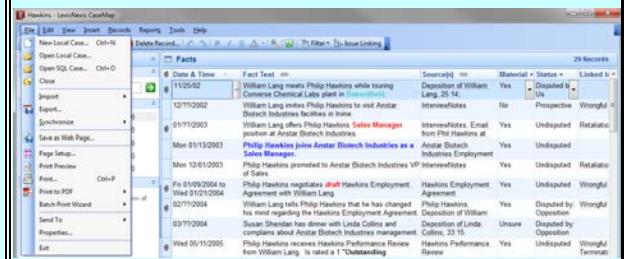 Hawkins - LexisNexis CaseMap
File Edit View Insert Records Reports Tools Help
New Local Case... Ctrl+N
Open Local Case...
Open SQL Case... Ctrl+O
Close
Import
Export...
Synchronize
Save as Web Page...
Page Setup...
Print Preview
Print... Ctrl+P
Print to PDF
Batch Print Wizard
Send To
Properties...
Exit
Delete Record... Filter Issue Linking
Facts 29 Records
Date & Time Fact Text Source(s) Material Status Linked
11/25/02 William Lang meets Philip Hawkins while touring Deposition of William Yes Disputed
Converse Chemical Labs plant in Bakersfield. Lang, 25:14; Us
12/??/2002 William Lang invites Philip Hawkins to visit Anstar InterviewNotes No Prospective Wrongful
Biotech Industries facilities in Irvine.
01/??/2003 William Lang offers Philip Hawkins Sales Manager InterviewNotes, Email Yes Undisputed Retaliatio
position at Anstar Biotech Industries. from Phil Hawkins at
Mon 01/13/2003 Philip Hawkins joins Anstar Biotech Industries as a Anstar Biotech Yes Undisputed
Sales Manager. Industries Employment
Mon 12/01/2003 Philip Hawkins promoted to Anstar Biotech Industries VP InterviewNotes Yes Undisputed Retaliatio
of Sales.
Fri 01/09/2004 to Philip Hawkins negotiates draft Hawkins Employment Hawkins Employment Yes Undisputed Wrongful
Wed 01/21/2004 Agreement with William Lang. Agreement
02/??/2004 William Lang tells Philip Hawkins that he has changed Philip Hawkins, Yes Disputed by: Wrongful
his mind regarding the Hawkins Employment Agreement. Deposition of William Opposition
03/??/2004 Susan Sheridan has dinner with Linda Collins and Deposition of Linda Unsure Disputed by:
complains about Anstar Biotech Industries management. Collins, 33:15. Opposition
Wed 05/11/2005 Philip Hawkins receives Hawkins Performance Review Hawkins Performance Yes Undisputed Wrongful
from William Lang. Is rated a 1 "Outstanding Review Terminati